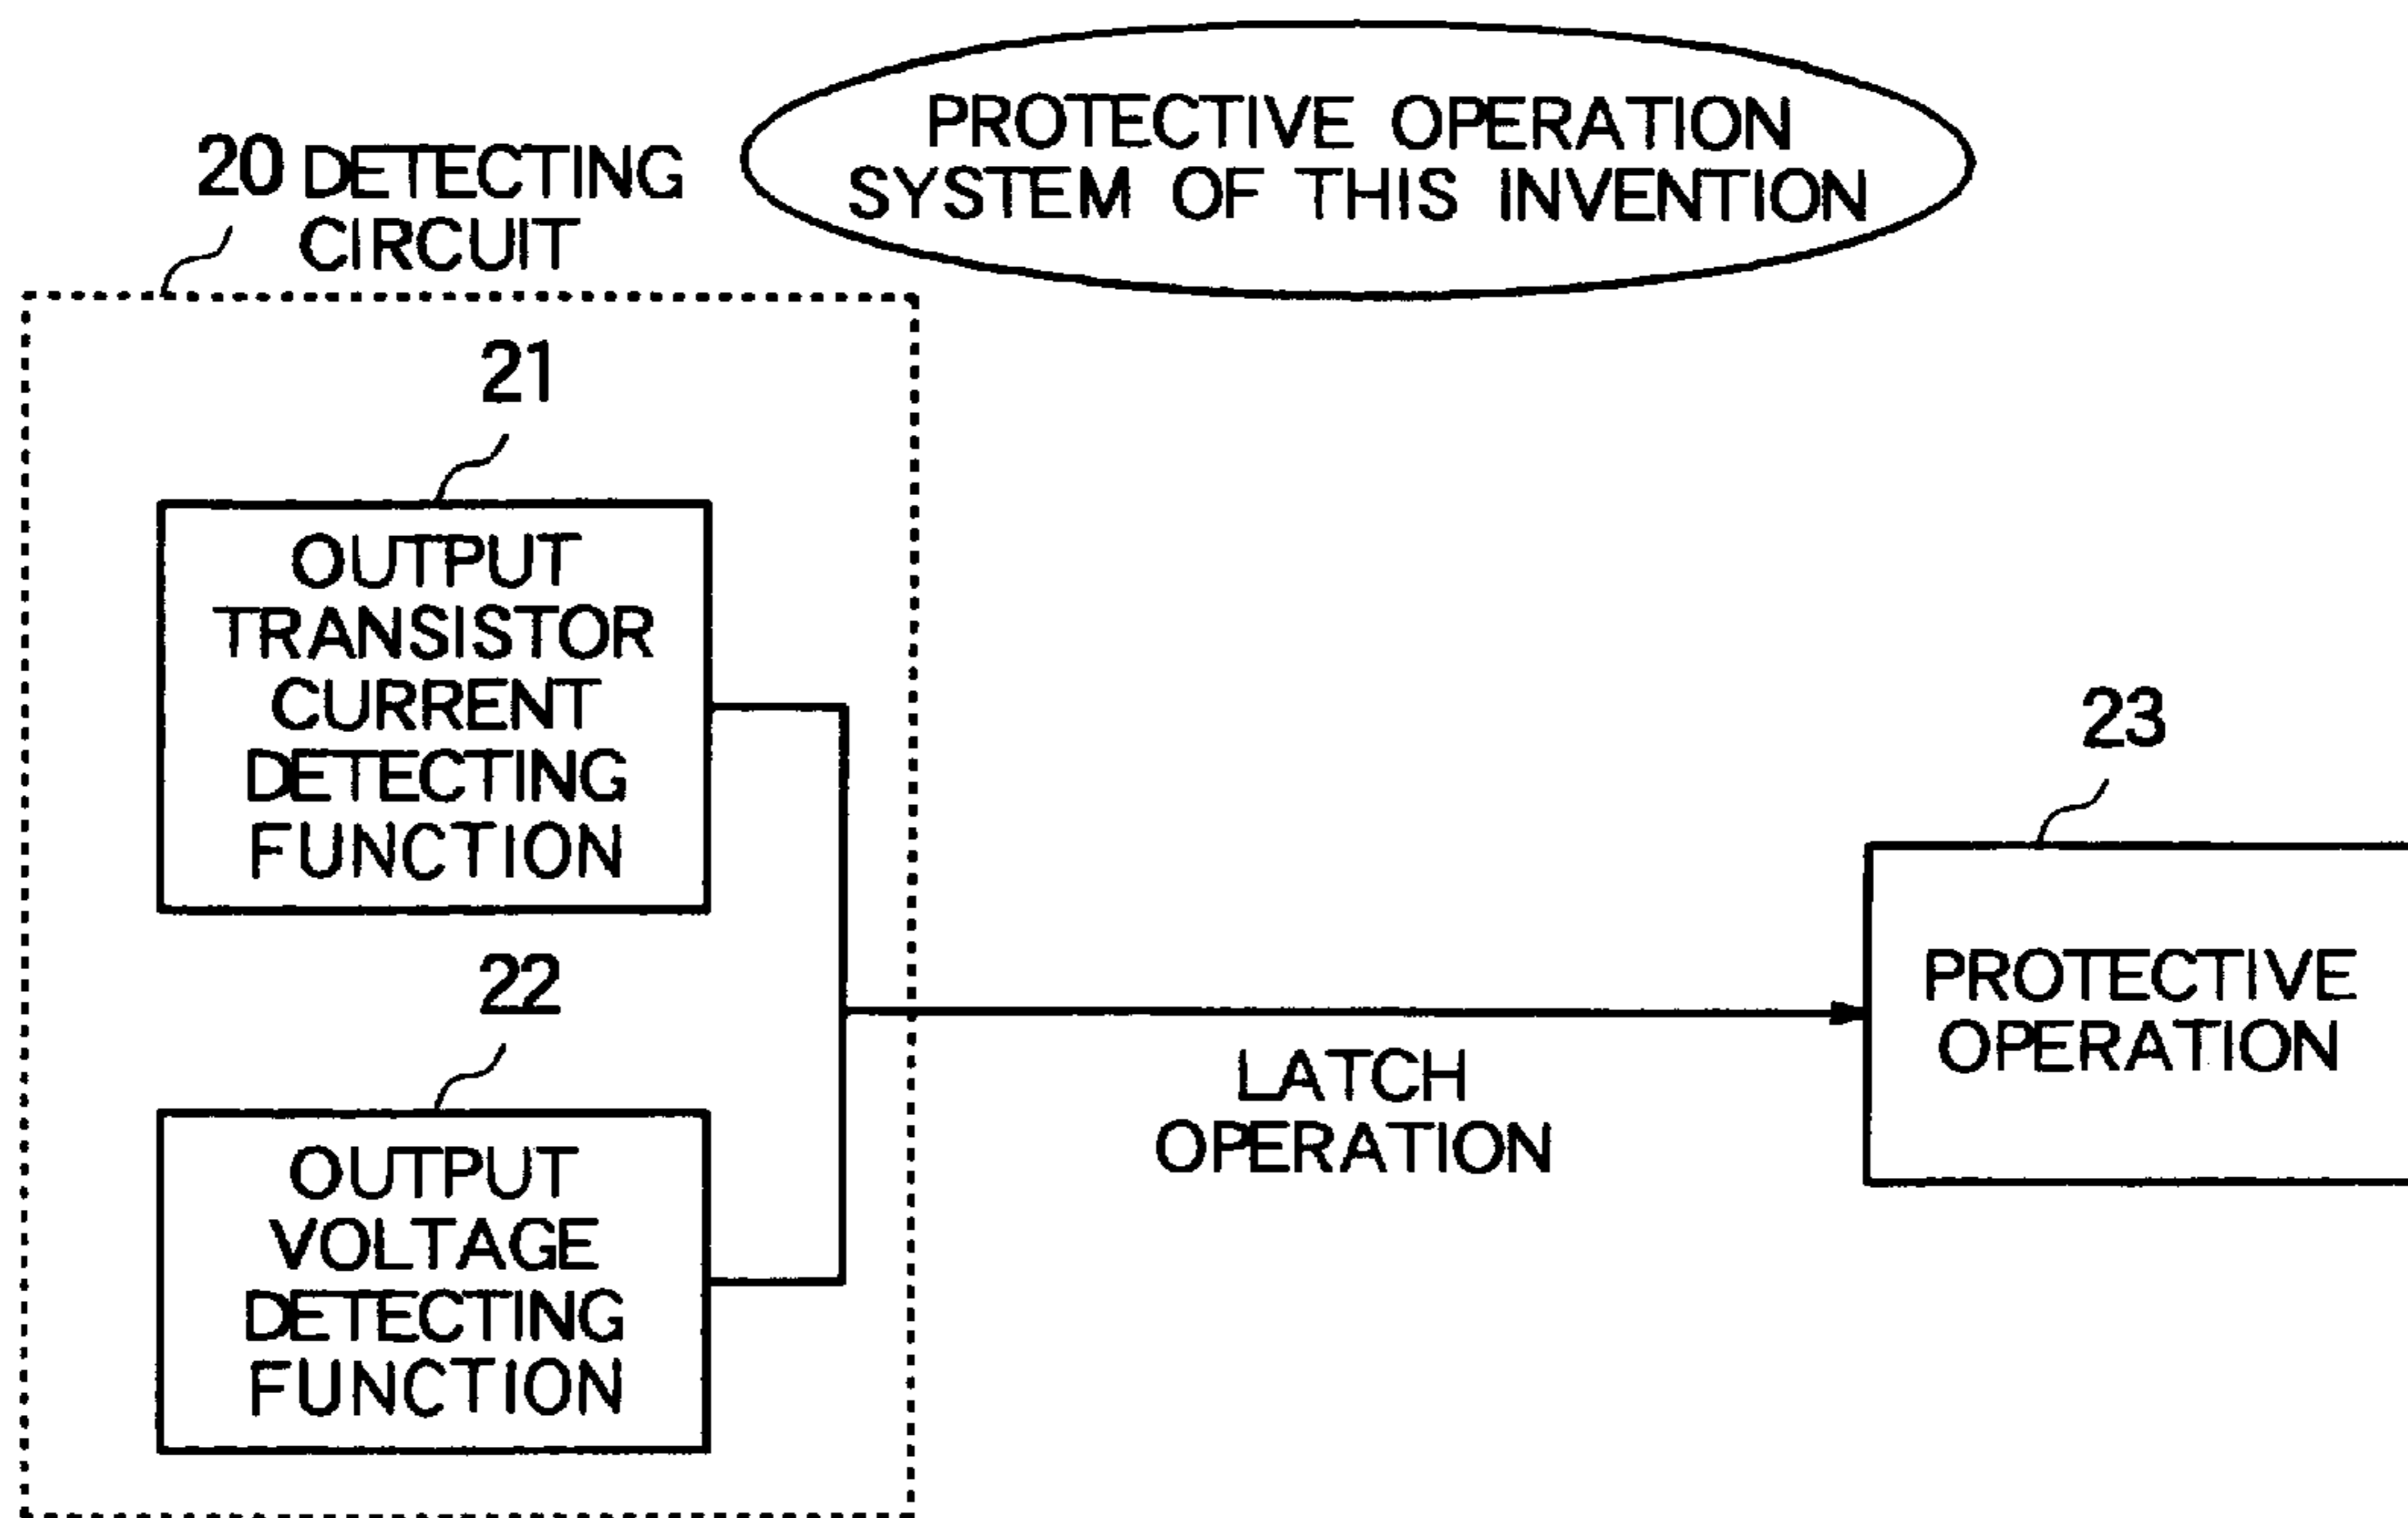 PROTECTIVE OPERATION
SYSTEM OF THIS INVENTION
20 DETECTING
CIRCUIT
21
OUTPUT
TRANSISTOR
CURRENT
DETECTING
FUNCTION
22
OUTPUT
VOLTAGE
DETECTING
FUNCTION
LATCH
OPERATION
23
PROTECTIVE
OPERATION